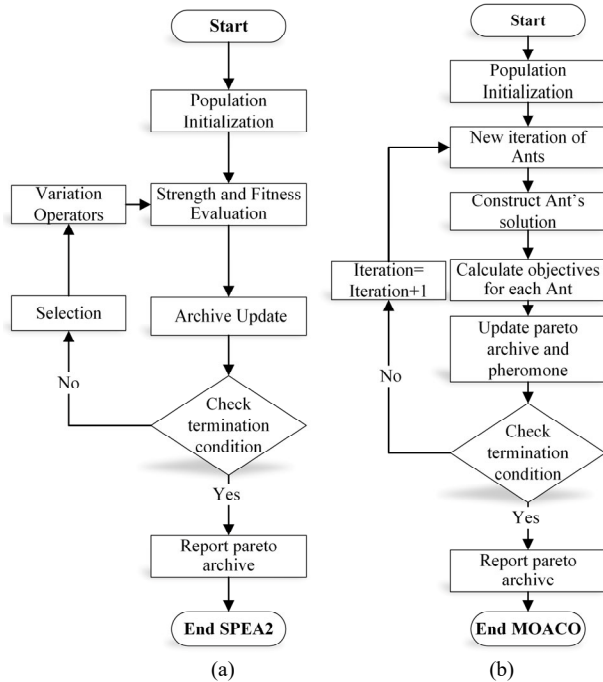 Start
Population
Initialization
Variation
Operators
Strength and Fitness
Evaluation
Selection
Archive Update
No
Check
termination
condition
Yes
Report pareto
archive
End SPEA2
(a)
Start
Population
Initialization
New iteration of
Ants
Construct Ant's
solution
Iteration=
Iteration+1
Calculate objectives
for each Ant
Update pareto
archive and
pheromone
No
Check
termination
condition
Yes
Report pareto
archive
End MOACO
(b)